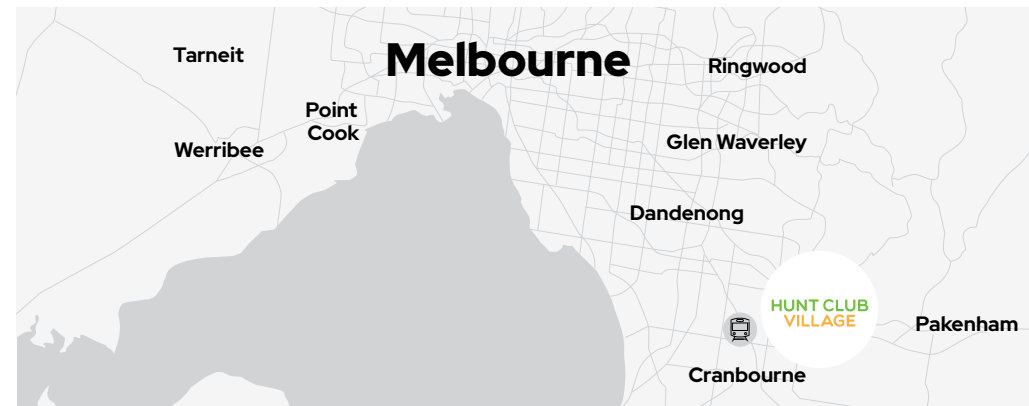 Tarneit
Melbourne
Ringwood
Point
Cook
Werribee
Glen Waverley
Dandenong
HUNT CLUB
VILLAGE
Pakenham
Cranbourne